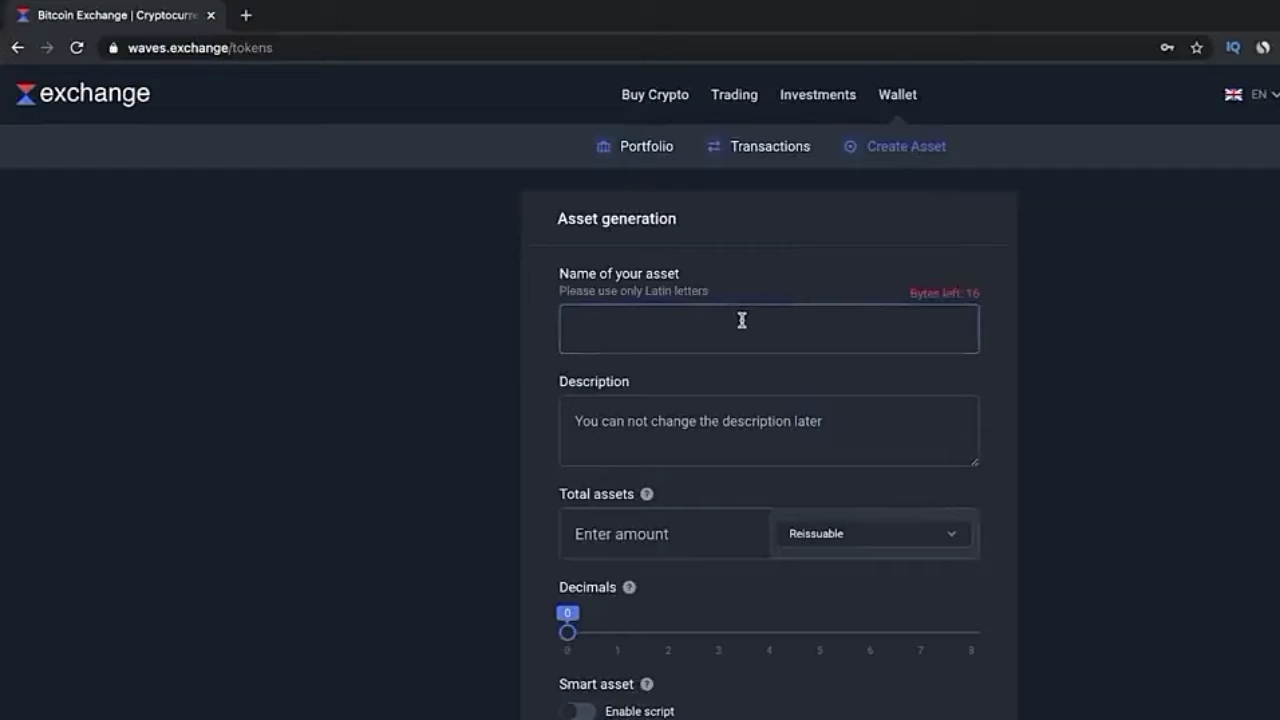 Bitcoin Exchange | Cryptocurr
waves.exchange/tokens
IQ
exchange
Buy Crypto Trading Investments Wallet
EN
Portfolio Transactions Create Asset
Asset generation
Name of your asset
Please use only Latin letters
Bytes left: 16
Description
You can not change the description later
Total assets ?
Enter amount Reissuable
Decimals ?
0
0 1 2 3 4 5 6 7 8
Smart asset ?
Enable script